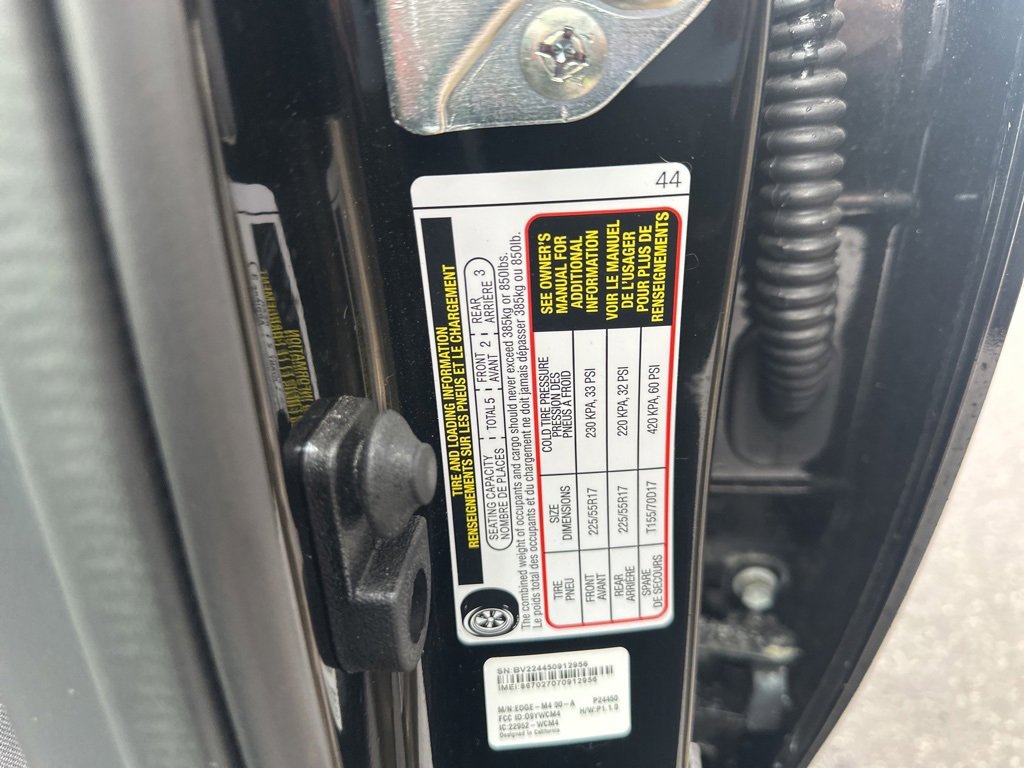 44
TIRE AND LOADING INFORMATION
RENSEIGNEMENTS SUR LES PNEUS ET LE CHARGEMENT
SEATING CAPACITY TOTAL 5 FRONT 2 REAR 3
NOMBRE DE PLACES AVANT ARRIÈRE
The combined weight of occupants and cargo should never exceed 385kg or 850lbs.
Le poids total des occupants et du chargement ne doit jamais dépasser 385kg ou 850lb.
TIRE SIZE COLD TIRE PRESSURE
PNEU DIMENSIONS PRESSION DES
PNEUS À FROID
FRONT 225/55R17 230 KPA, 33 PSI
AVANT
REAR 225/55R17 220 KPA, 32 PSI
ARRIÈRE
SPARE T155/70D17 420 KPA, 60 PSI
DE SECOURS
SEE OWNER'S
MANUAL FOR
ADDITIONAL
INFORMATION
VOIR LE MANUEL
DE L'USAGER
POUR PLUS DE
RENSEIGNEMENTS
SN:BV224450912956
IMEI:867027070912956
M/N:EDGE-M4 00-A P24450
FCC ID:O9YWCM4 H/W:P1.1.0
IC:22952-WCM4
Designed in California